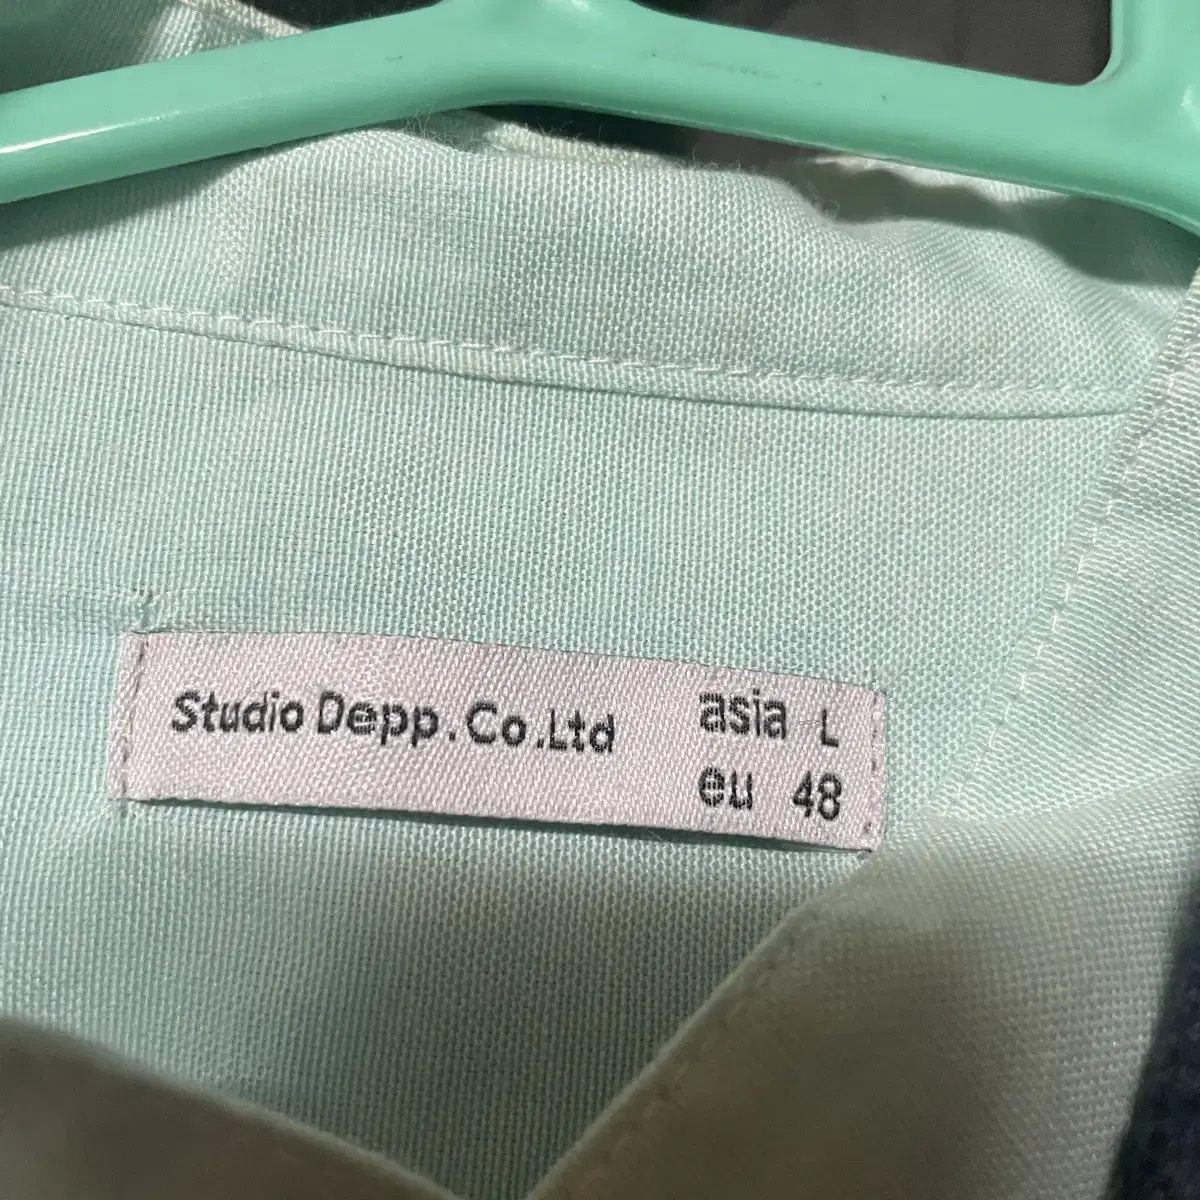 Studio Depp.Co.Ltd
asia L
eu 48